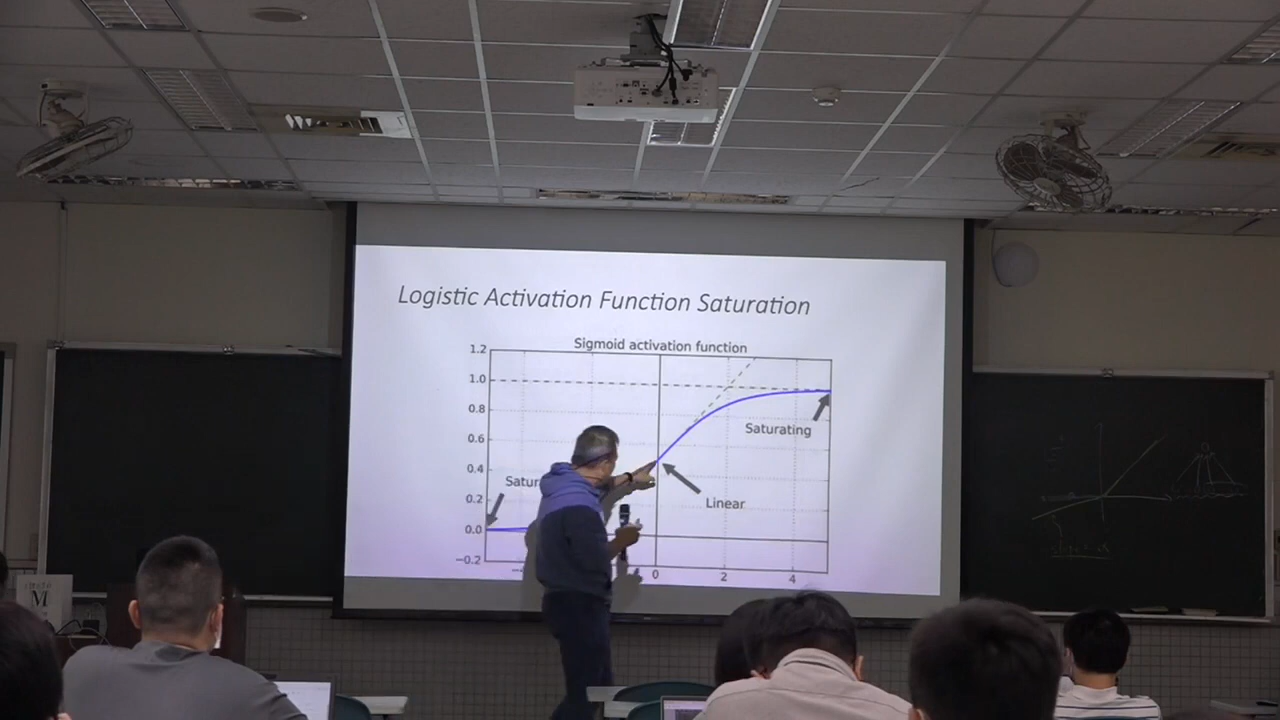 Logistic Activation Function Saturation
Sigmoid activation function
1.2
1.0
0.8
0.6
0.4
0.2
0.0
−0.2
Saturating
Linear
0
2
4
M